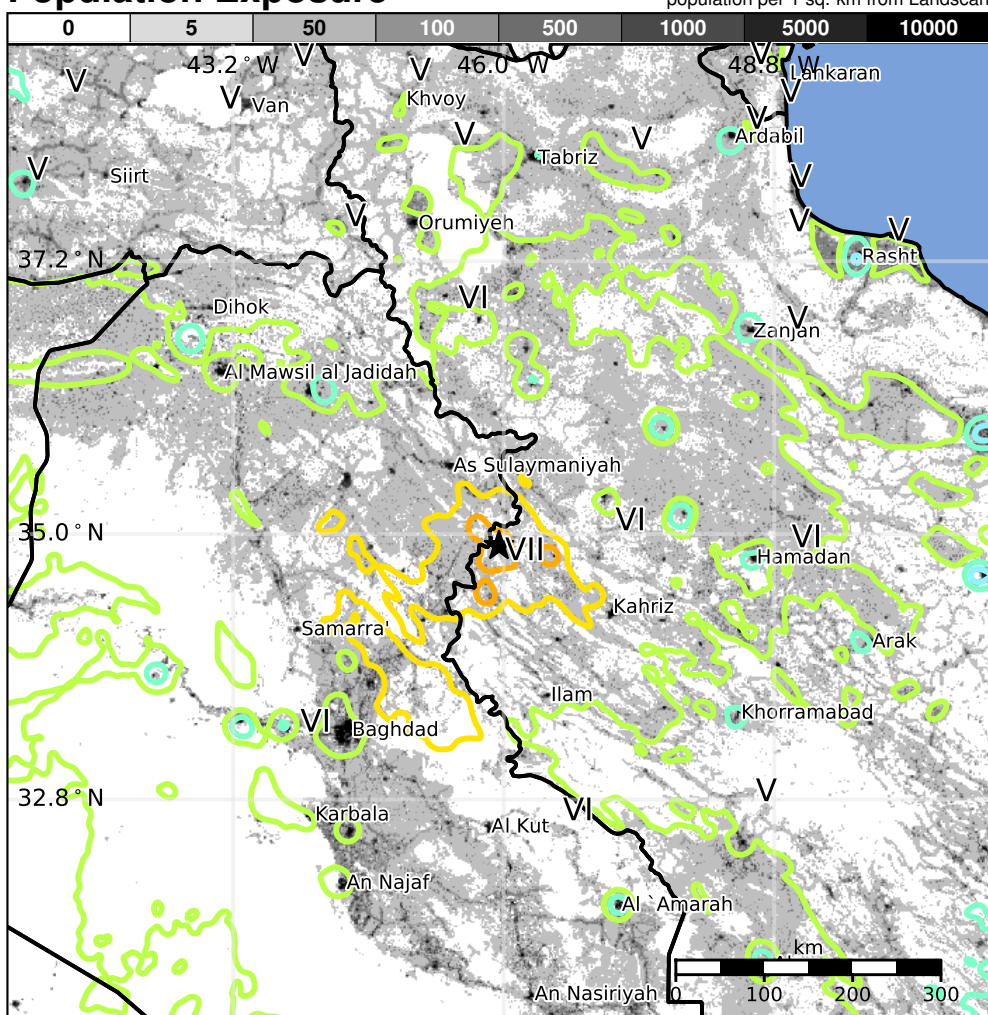 Population Exposure
population per 1 sq. km from Landscan
0 5 50 100 500 1000 5000 10000
43.2°W 46.0°W 48.8°W
V V V V V
Lankaran
Van
Khvoy
V V V
Ardabil
V
Tabriz
Siirt
V
V
Orumiyeh
V V
Rasht
37.2°N
VI
Dihok
V
Zanjan
Al Mawsil al Jadidah
As Sulaymaniyah
VI
35.0°N
VI
VII
Hamadan
Kahriz
Samarra'
Arak
Ilam
Khorramabad
VI
Baghdad
V
32.8°N
VI
Karbala
Al Kut
An Najaf
Al `Amarah
km
An Nasiriyah
0 100 200 300